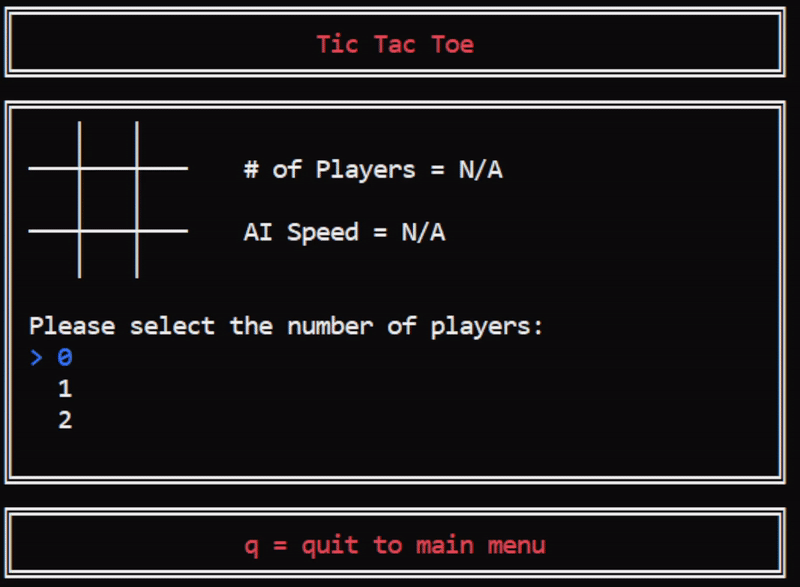 Tic Tac Toe
# of Players = N/A
AI Speed = N/A
Please select the number of players:
> 0
1
2
q = quit to main menu